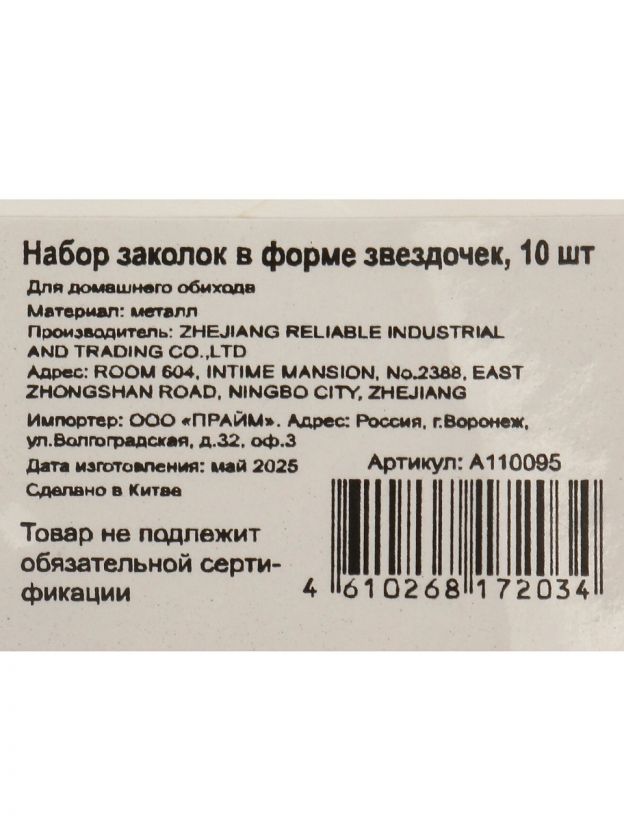 Набор заколок в форме звездочек, 10 шт
Для домашнего обихода
Материал: металл
Производитель: ZHEJIANG RELIABLE INDUSTRIAL
AND TRADING CO.,LTD
Адрес: ROOM 604, INTIME MANSION, No.2388, EAST
ZHONGSHAN ROAD, NINGBO CITY, ZHEJIANG
Импортер: ООО «ПРАЙМ». Адрес: Россия, г.Воронеж,
ул.Волгоградская, д.32, оф.3
Дата изготовления: май 2025
Сделано в Китае
Артикул: A110095
Товар не подлежит
обязательной серти-
фикации
4 610268 172034